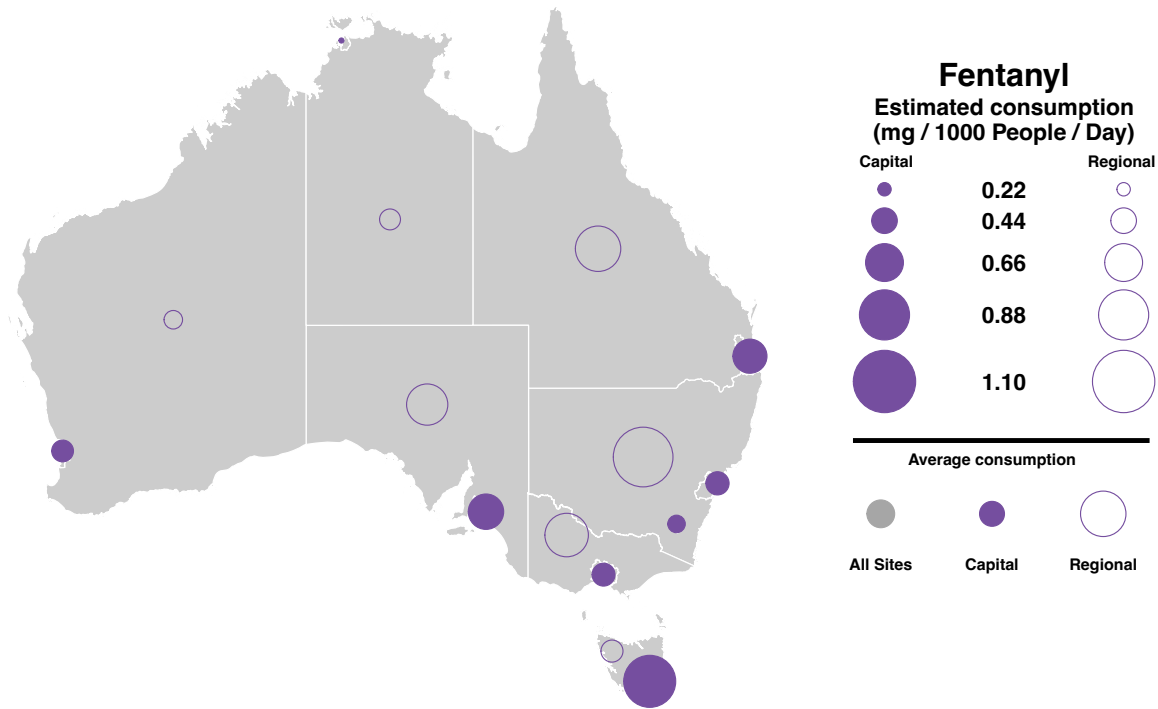 Fentanyl
Estimated consumption
(mg / 1000 People / Day)
Capital Regional
0.22
0.44
0.66
0.88
1.10
Average consumption
All Sites Capital Regional